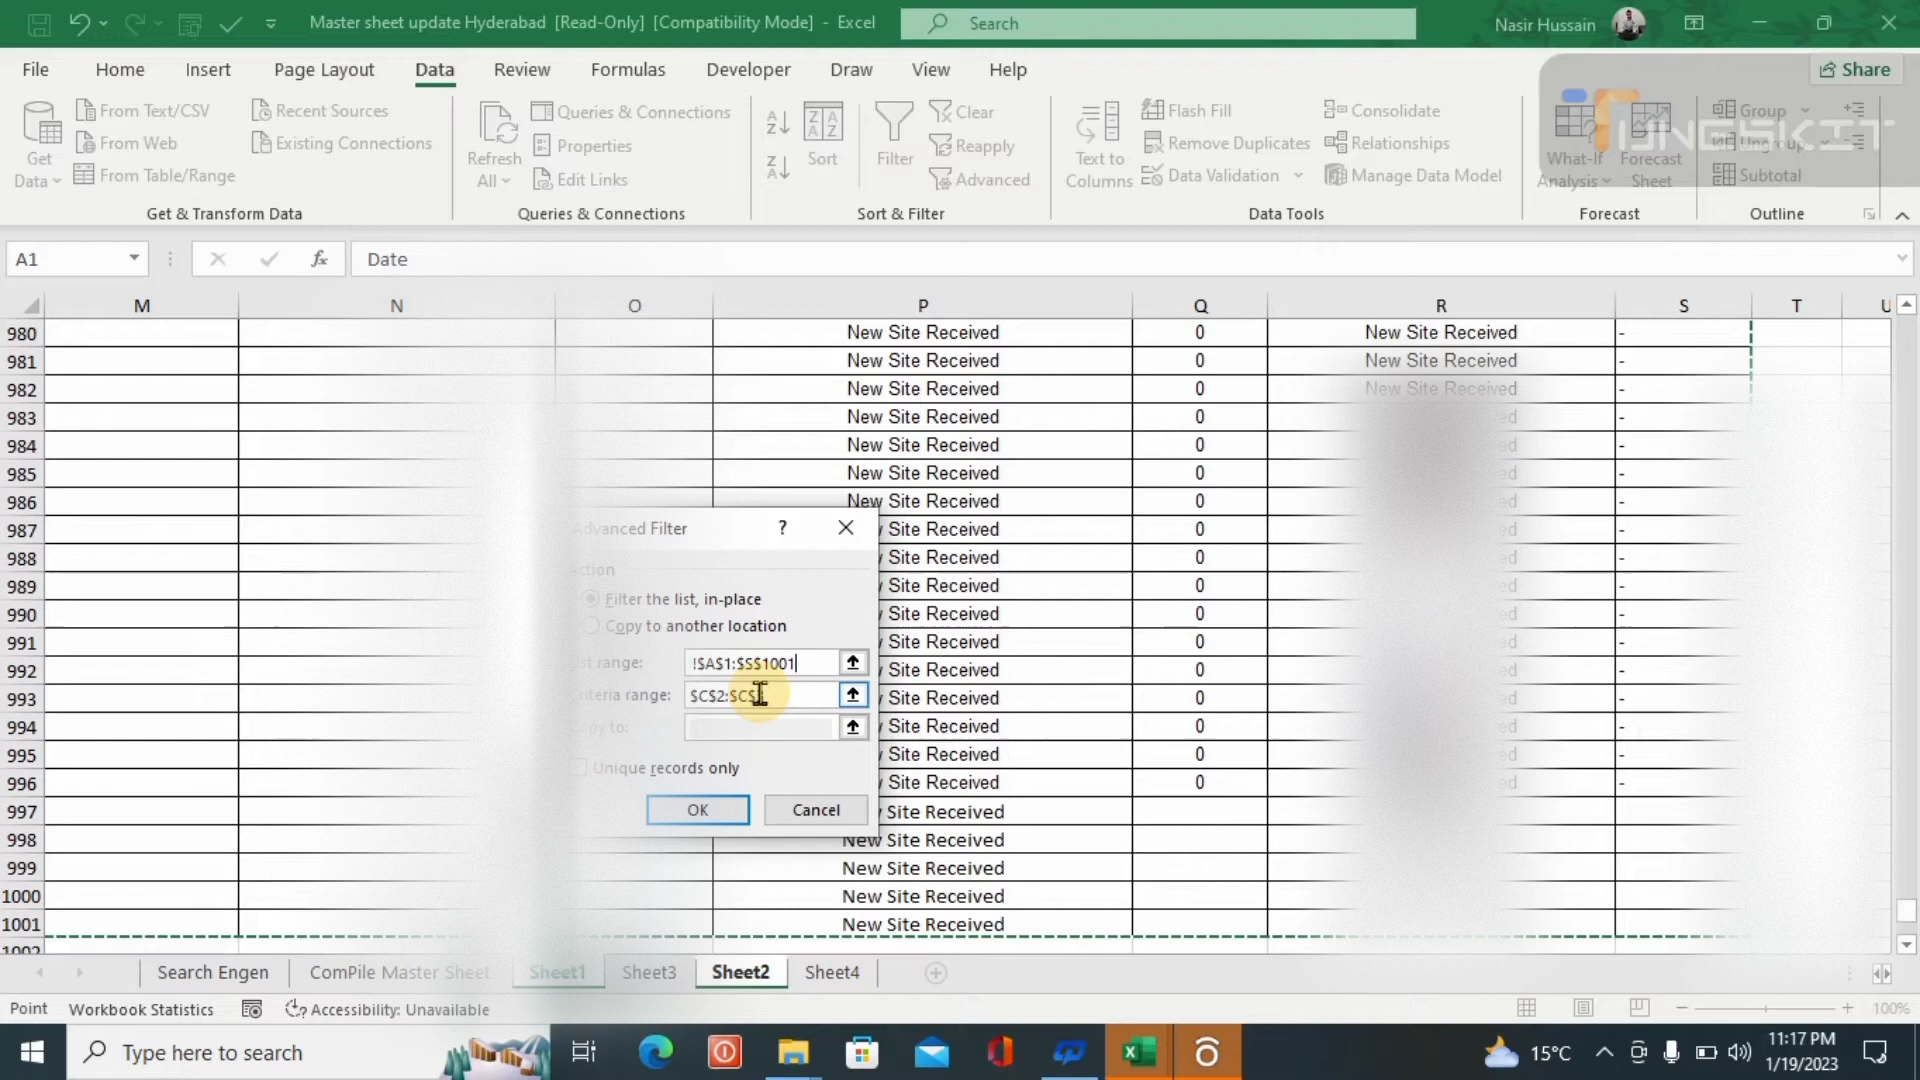 Master sheet update Hyderabad [Read-Only] [Compatibility Mode] - Excel
Search
Nasir Hussain
File Home Insert Page Layout Data Review Formulas Developer Draw View Help
Share
Get Data
From Text/CSV
From Web
From Table/Range
Recent Sources
Existing Connections
Get & Transform Data
Refresh All
Queries & Connections
Properties
Edit Links
Queries & Connections
Sort
Filter
Clear
Reapply
Advanced
Sort & Filter
Text to Columns
Flash Fill
Remove Duplicates
Data Validation
Consolidate
Relationships
Manage Data Model
Data Tools
What-If Analysis
Forecast Sheet
Forecast
Group
Ungroup
Subtotal
Outline
A1 fx Date
M N O P Q R S T U
980 New Site Received 0 New Site Received -
981 New Site Received 0 New Site Received -
982 New Site Received 0 New Site Received -
983 New Site Received 0 -
984 New Site Received 0 -
985 New Site Received 0 -
986 New Site Received 0 -
987 Site Received 0 -
988 Site Received 0 -
989 Site Received 0 -
990 Site Received 0 -
991 Site Received 0 -
992 Site Received 0 -
993 Site Received 0 -
994 Site Received 0 -
995 Site Received 0 -
996 Site Received 0 -
997 Site Received
998 New Site Received
999 New Site Received
1000 New Site Received
1001 New Site Received
1002
Advanced Filter ?
Action
Filter the list, in-place
Copy to another location
range: !$A$1:$S$1001
Criteria range: $C$2:$C$
Copy to:
Unique records only
OK Cancel
Search Engen ComPile Master Sheet Sheet1 Sheet3 Sheet2 Sheet4
Point Workbook Statistics Accessibility: Unavailable 100%
Type here to search
15°C
11:17 PM
1/19/2023